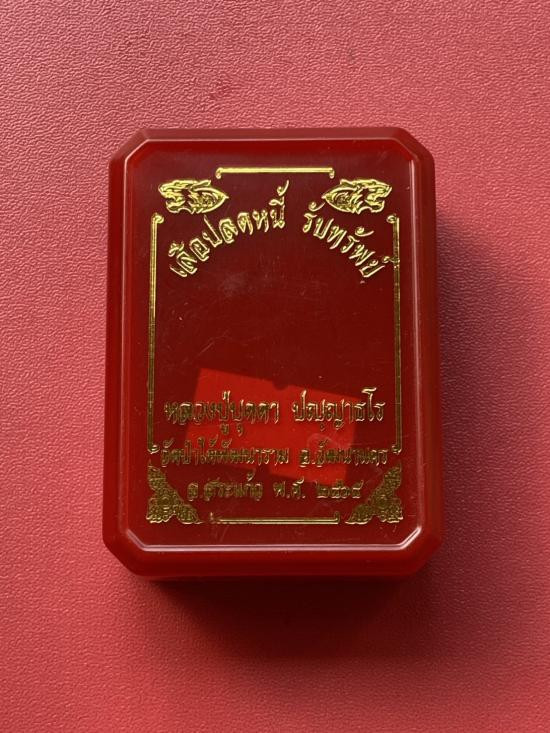 เสือปลดหนี้ รับทรัพย์
หลวงปู่บุดดา ปญฺญาธโร
วัดป่าใต้พัฒนาราม อ.วัฒนานคร
จ.สระแก้ว พ.ศ. ๒๕๖๕